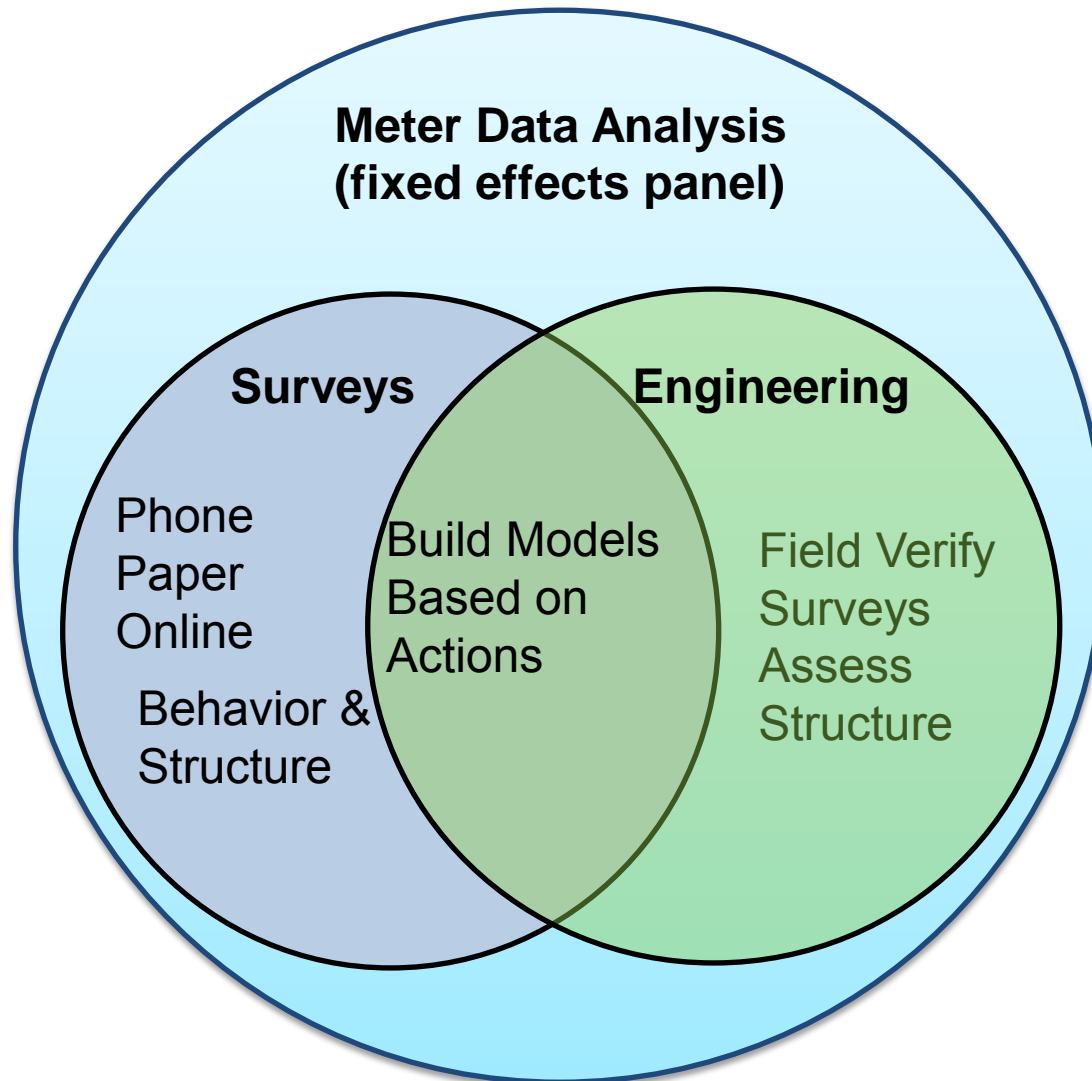 Meter Data Analysis
(fixed effects panel)
Surveys
Engineering
Phone
Paper
Online
Behavior &
Structure
Build Models
Based on
Actions
Field Verify
Surveys
Assess
Structure